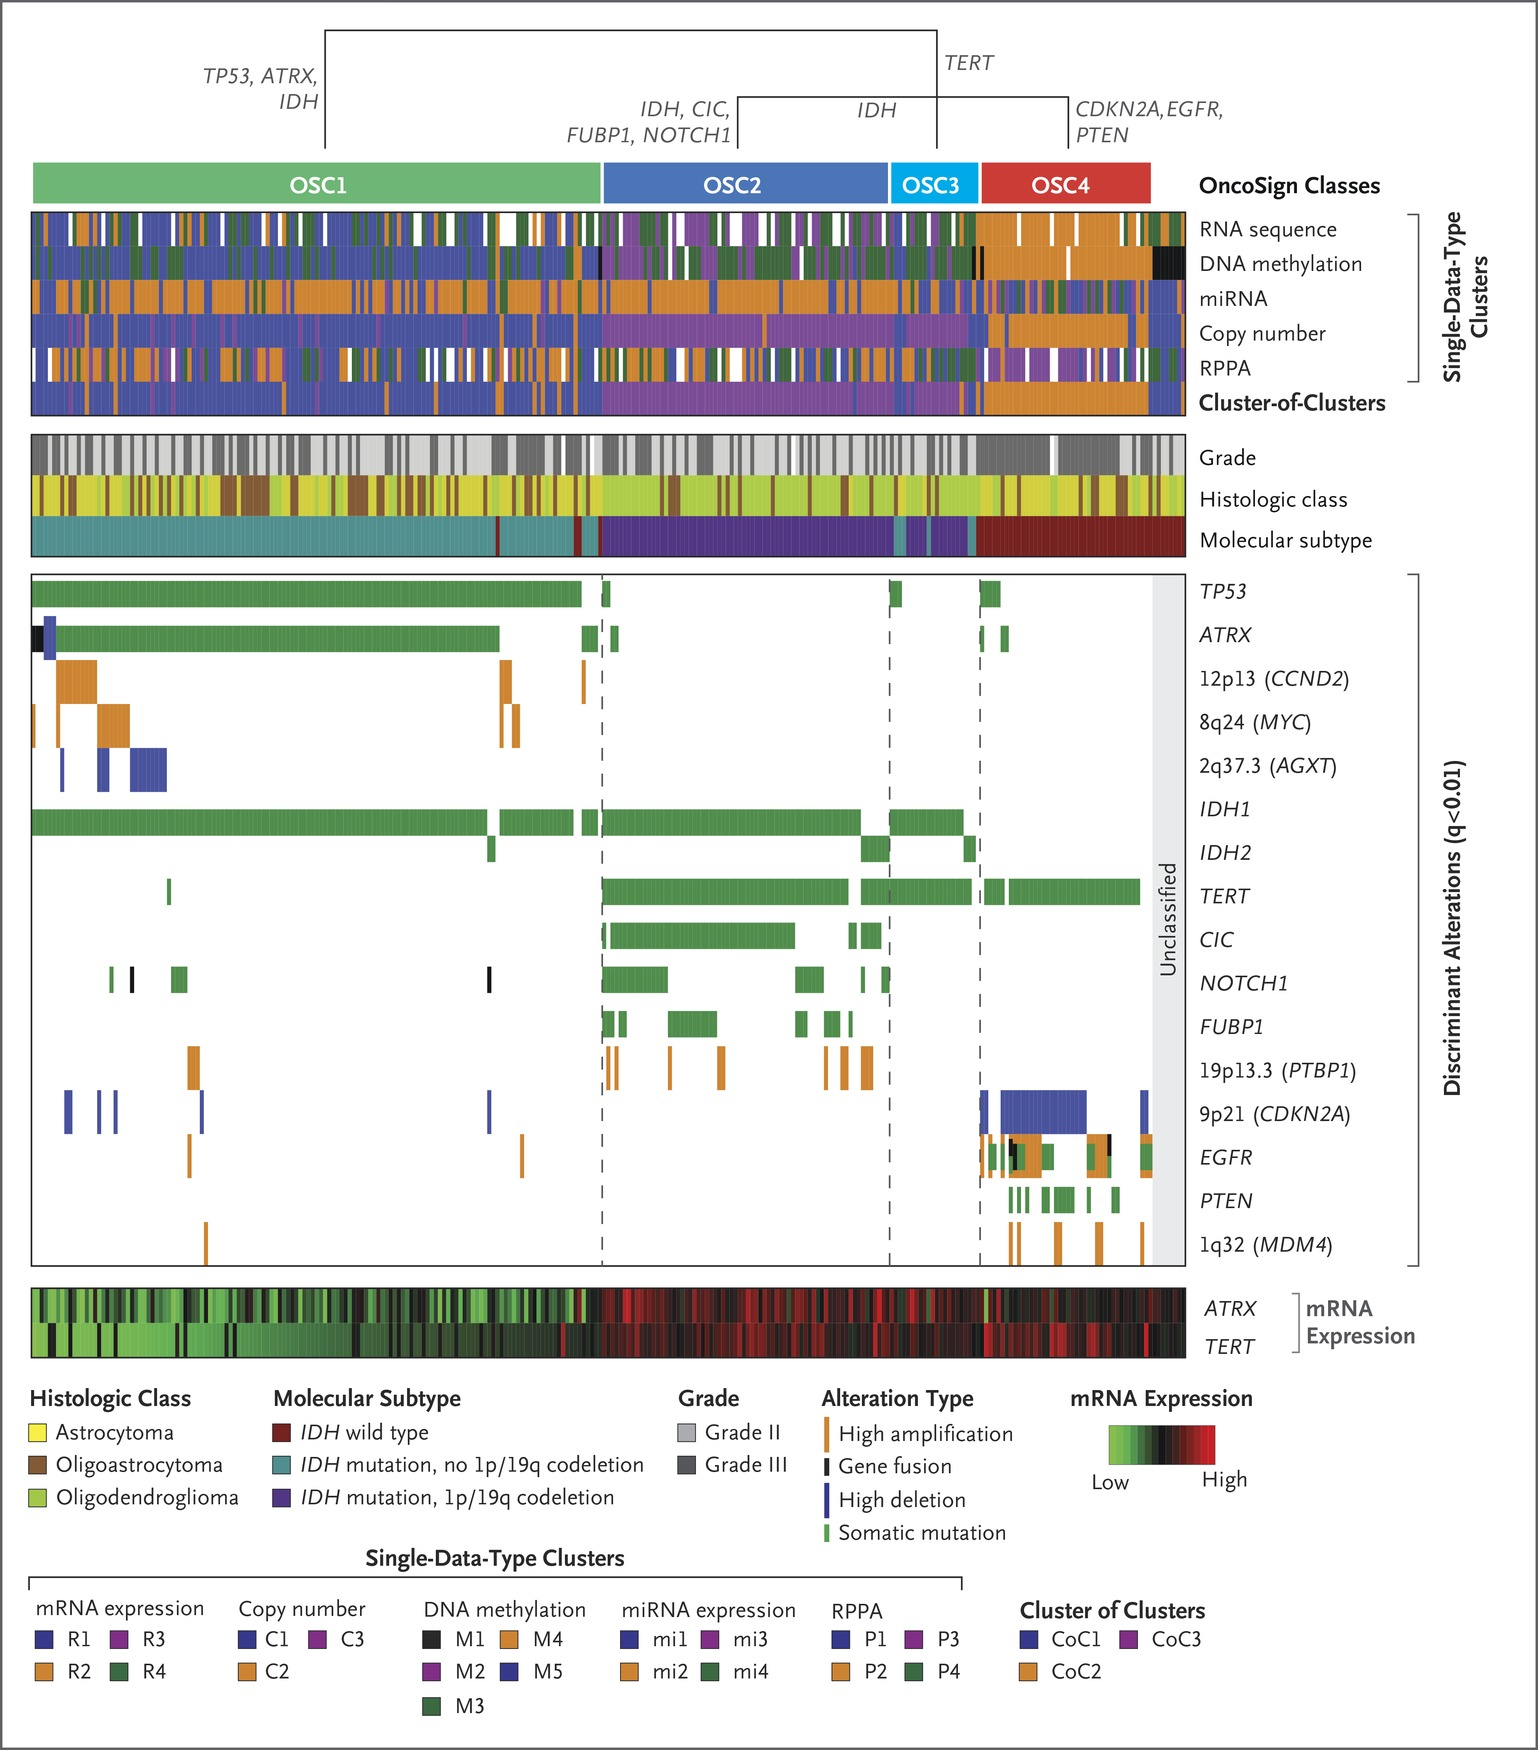 TERT
TP53, ATRX,
IDH
IDH, CIC,
FUBP1, NOTCH1
IDH
CDKN2A,EGFR,
PTEN
OSC1
OSC2
OSC3
OSC4
OncoSign Classes
RNA sequence
DNA methylation
miRNA
Copy number
RPPA
Cluster-of-Clusters
Single-Data-Type
Clusters
Grade
Histologic class
Molecular subtype
TP53
ATRX
12p13 (CCND2)
8q24 (MYC)
2q37.3 (AGXT)
IDH1
IDH2
TERT
CIC
NOTCH1
FUBP1
19p13.3 (PTBP1)
9p21 (CDKN2A)
EGFR
PTEN
1q32 (MDM4)
Unclassified
Discriminant Alterations (q<0.01)
ATRX
TERT
mRNA
Expression
Histologic Class
Astrocytoma
Oligoastrocytoma
Oligodendroglioma
Molecular Subtype
IDH wild type
IDH mutation, no 1p/19q codeletion
IDH mutation, 1p/19q codeletion
Grade
Grade II
Grade III
Alteration Type
High amplification
Gene fusion
High deletion
Somatic mutation
mRNA Expression
Low
High
Single-Data-Type Clusters
mRNA expression
R1 R3
R2 R4
Copy number
C1 C3
C2
DNA methylation
M1 M4
M2 M5
M3
miRNA expression
mi1 mi3
mi2 mi4
RPPA
P1 P3
P2 P4
Cluster of Clusters
CoC1 CoC3
CoC2